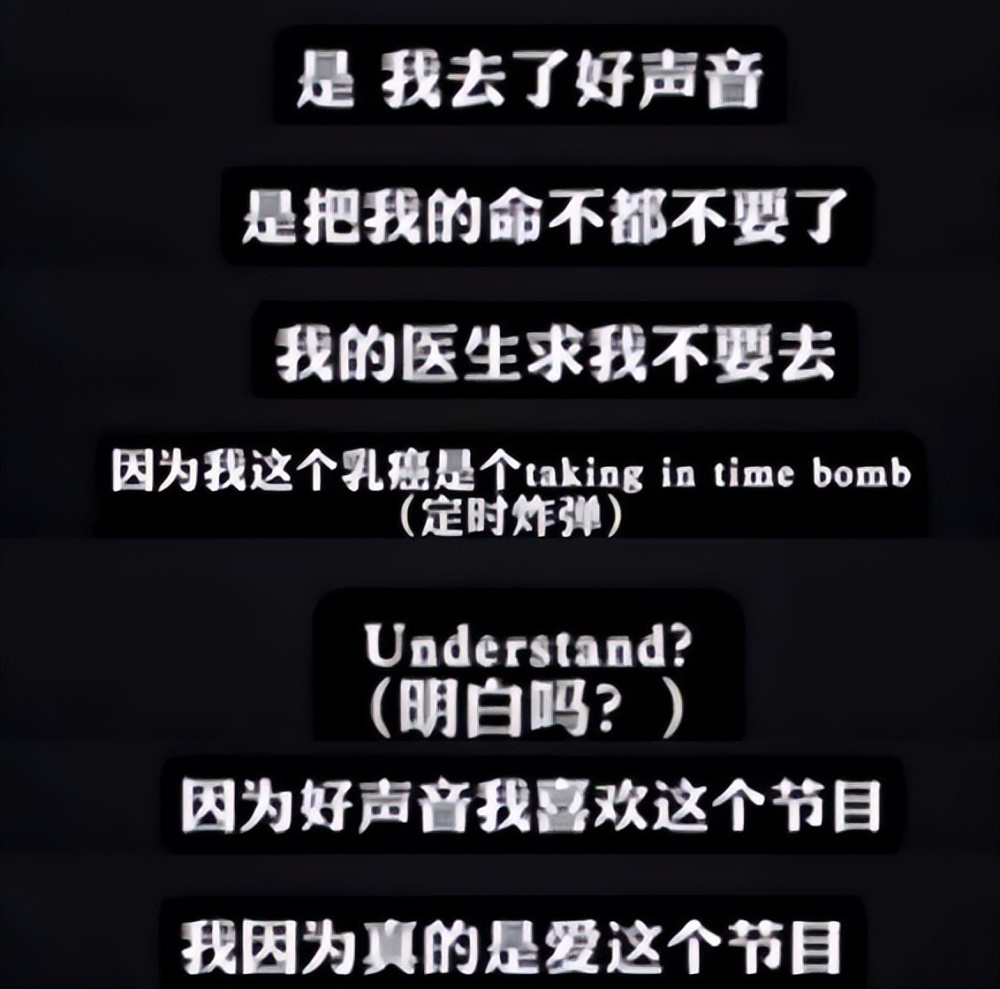 是 我去了好声音
是把我的命不都不要了
我的医生求我不要去
因为我这个乳癌是个taking in time bomb
（定时炸弹）
Understand?
（明白吗？）
因为好声音我喜欢这个节目
我因为真的是爱这个节目